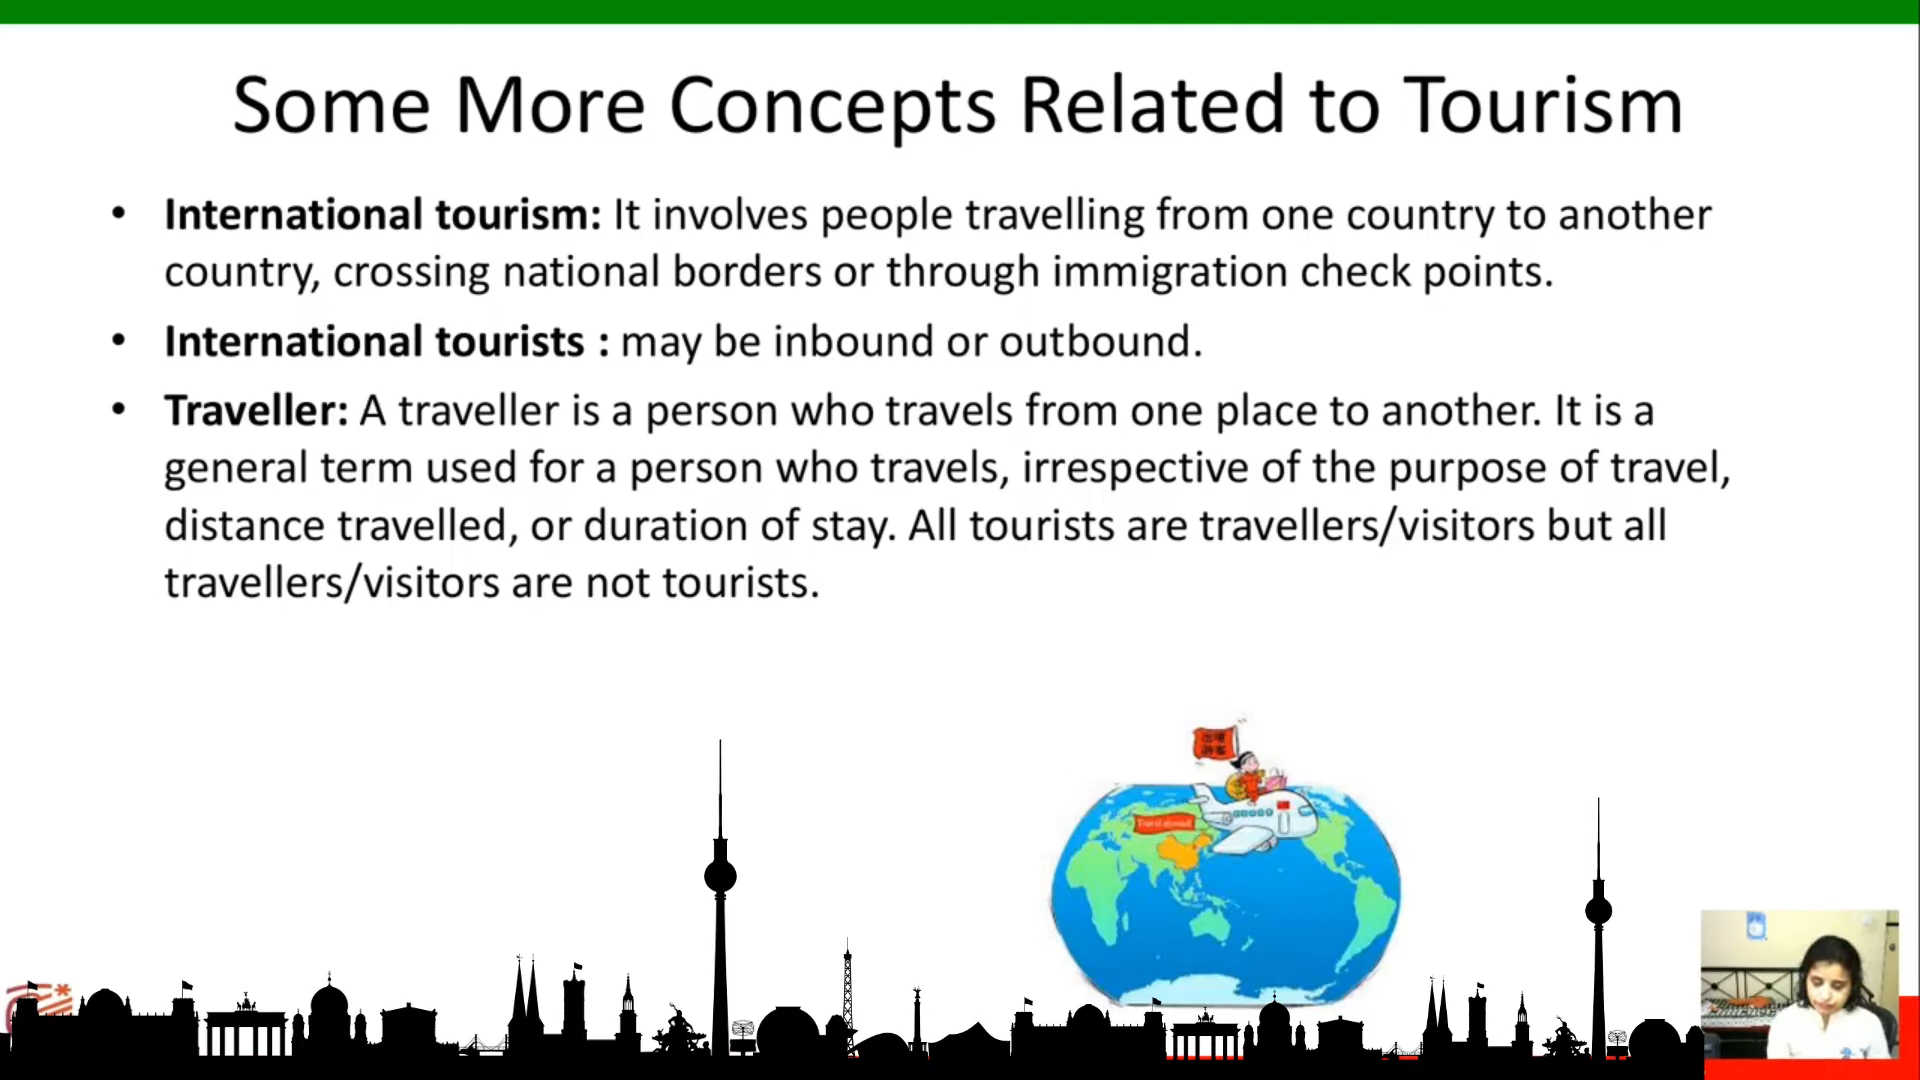 Some More Concepts Related to Tourism
• International tourism: It involves people travelling from one country to another
country, crossing national borders or through immigration check points.
• International tourists : may be inbound or outbound.
• Traveller: A traveller is a person who travels from one place to another. It is a
general term used for a person who travels, irrespective of the purpose of travel,
distance travelled, or duration of stay. All tourists are travellers/visitors but all
travellers/visitors are not tourists.
Travel abroad